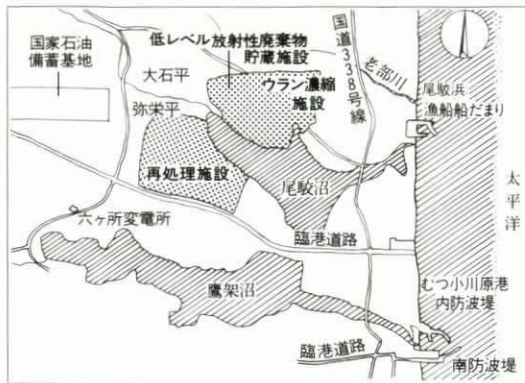 国家石油
備蓄基地
低レベル放射性廃棄物
貯蔵施設
大石平
ウラン濃縮
施設
国道338号線
老部川
尾駮浜
漁船船だまり
弥栄平
再処理施設
尾駮沼
太平洋
六ヶ所変電所
臨港道路
鷹架沼
むつ小川原港
内防波堤
臨港道路
南防波堤